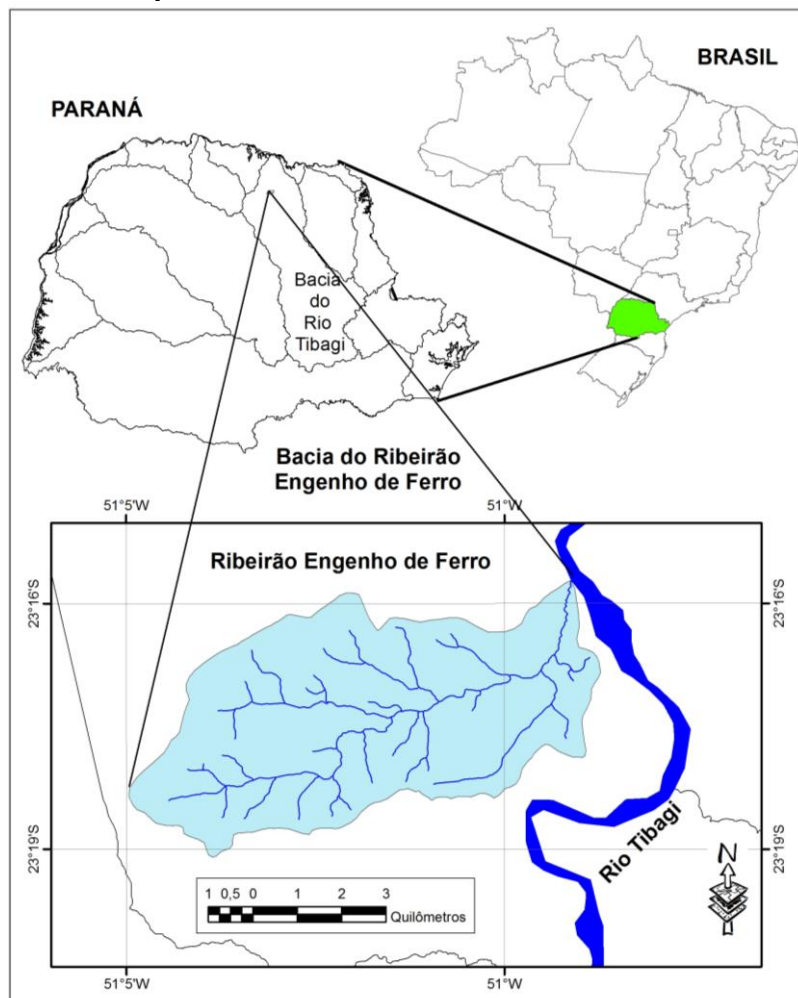 BRASIL
PARANÁ
Bacia
do
Rio
Tibagi
Bacia do Ribeirão
Engenho de Ferro
51°5'W
51°W
Ribeirão Engenho de Ferro
23°16'S
23°16'S
23°19'S
23°19'S
Rio Tibagi
N
1 0,5 0 1 2 3
Quilômetros
51°5'W
51°W